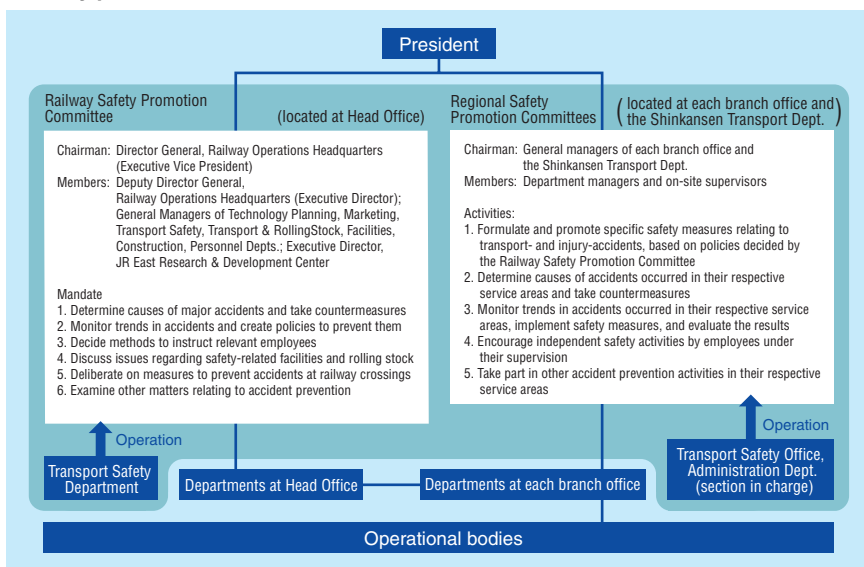 President
Railway Safety Promotion
Committee
(located at Head Office)
Chairman: Director General, Railway Operations Headquarters
(Executive Vice President)
Members: Deputy Director General,
Railway Operations Headquarters (Executive Director);
General Managers of Technology Planning, Marketing,
Transport Safety, Transport & RollingStock, Facilities,
Construction, Personnel Depts.; Executive Director,
JR East Research & Development Center
Mandate
1. Determine causes of major accidents and take countermeasures
2. Monitor trends in accidents and create policies to prevent them
3. Decide methods to instruct relevant employees
4. Discuss issues regarding safety-related facilities and rolling stock
5. Deliberate on measures to prevent accidents at railway crossings
6. Examine other matters relating to accident prevention
Operation
Transport Safety
Department
Regional Safety
Promotion Committees
(located at each branch office and
the Shinkansen Transport Dept.)
Chairman: General managers of each branch office and
the Shinkansen Transport Dept.
Members: Department managers and on-site supervisors
Activities:
1. Formulate and promote specific safety measures relating to
transport- and injury-accidents, based on policies decided by
the Railway Safety Promotion Committee
2. Determine causes of accidents occurred in their respective
service areas and take countermeasures
3. Monitor trends in accidents occurred in their respective service
areas, implement safety measures, and evaluate the results
4. Encourage independent safety activities by employees under
their supervision
5. Take part in other accident prevention activities in their respective
service areas
Operation
Transport Safety Office,
Administration Dept.
(section in charge)
Departments at Head Office
Departments at each branch office
Operational bodies